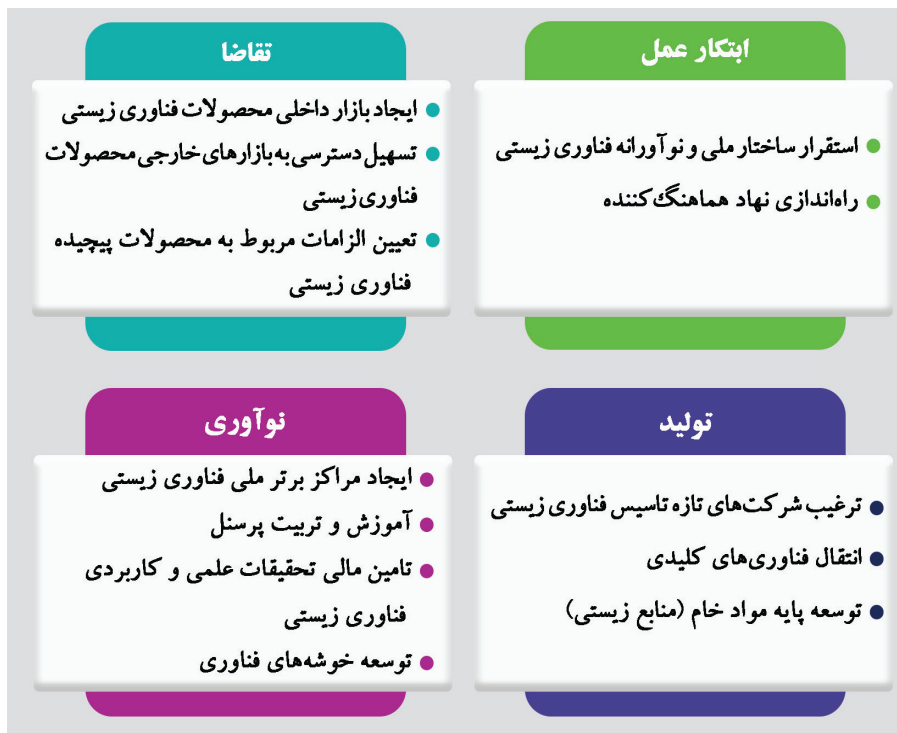 ابتکار عمل
استقرار ساختار ملی و نوآورانه فناوری زیستی
راه‌اندازی نهاد هماهنگ‌کننده
تقاضا
ایجاد بازار داخلی محصولات فناوری زیستی
تسهیل دسترسی به بازارهای خارجی محصولات
فناوری زیستی
تعیین الزامات مربوط به محصولات پیچیده
فناوری زیستی
تولید
ترغیب شرکت‌های تازه تاسیس فناوری زیستی
انتقال فناوری‌های کلیدی
توسعه پایه مواد خام (منابع زیستی)
نوآوری
ایجاد مراکز برتر ملی فناوری زیستی
آموزش و تربیت پرسنل
تامین مالی تحقیقات علمی و کاربردی
فناوری زیستی
توسعه خوشه‌های فناوری